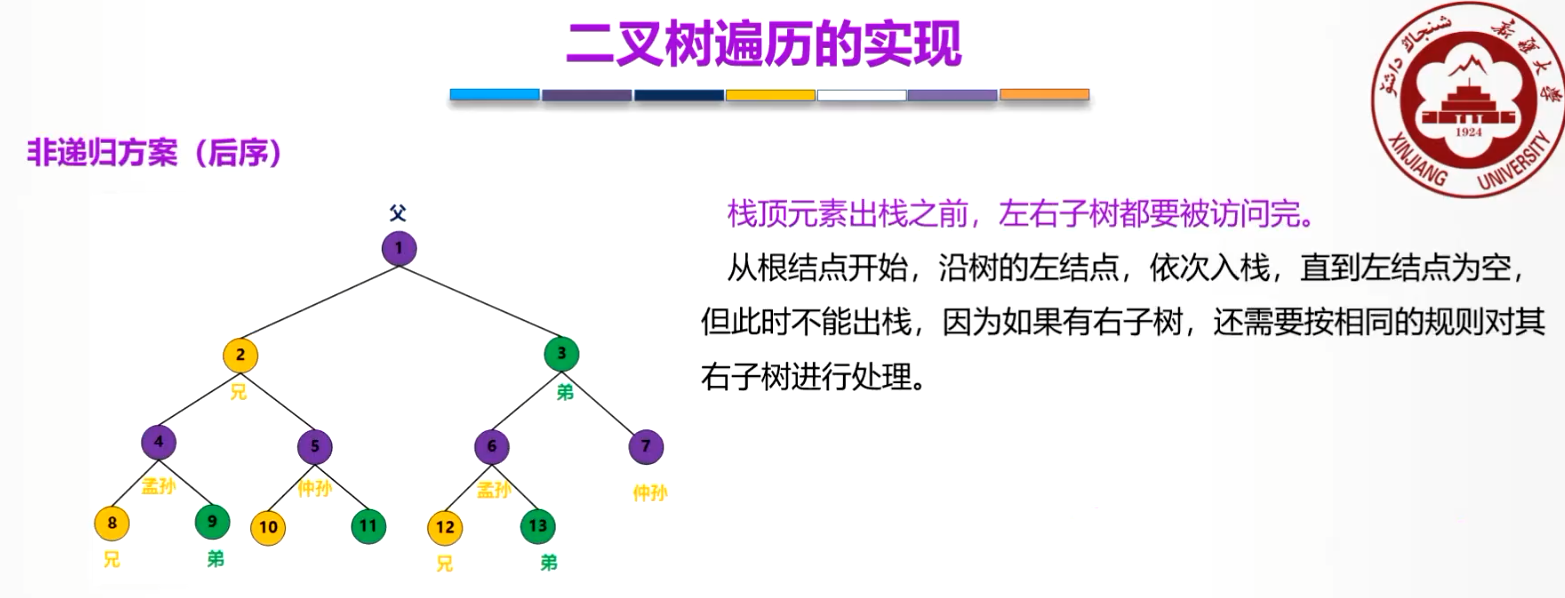 二叉树遍历的实现
شىنجاڭ داشۆ
新疆大学
1924
XINJIANG UNIVERSITY
非递归方案（后序）
栈顶元素出栈之前，左右子树都要被访问完。
从根结点开始，沿树的左结点，依次入栈，直到左结点为空，
但此时不能出栈，因为如果有右子树，还需要按相同的规则对其
右子树进行处理。
父
1
2
3
兄
弟
4
5
6
7
孟孙
仲孙
孟孙
仲孙
8
9
10
11
12
13
兄
弟
兄
弟